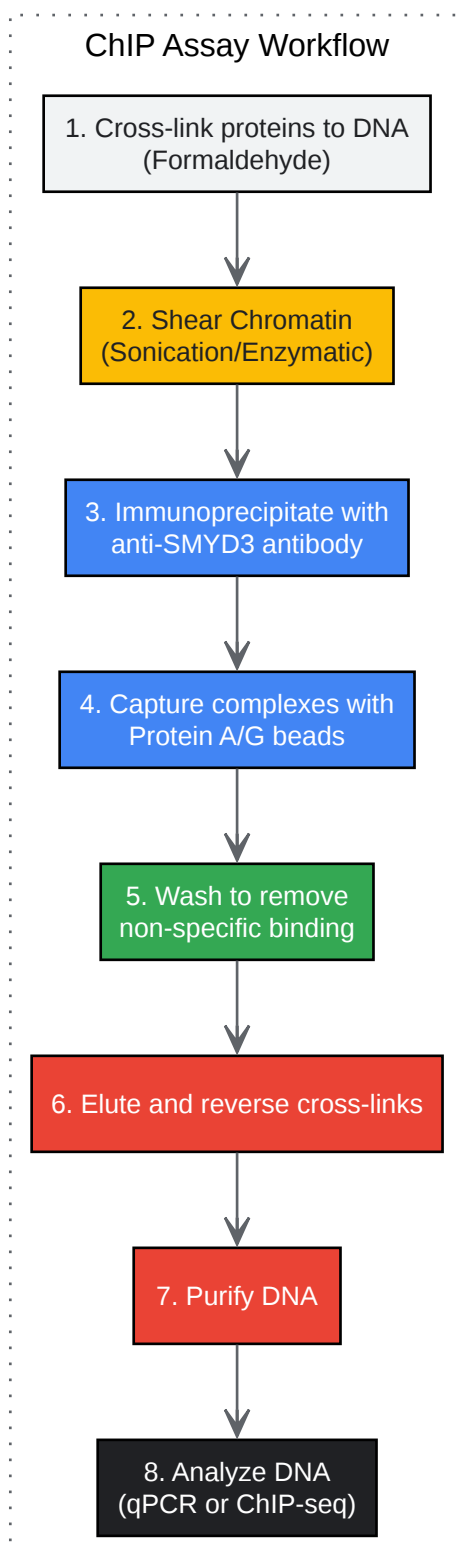 ChIP Assay Workflow
1. Cross-link proteins to DNA
(Formaldehyde)
2. Shear Chromatin
(Sonication/Enzymatic)
3. Immunoprecipitate with
anti-SMYD3 antibody
4. Capture complexes with
Protein A/G beads
5. Wash to remove
non-specific binding
6. Elute and reverse cross-links
7. Purify DNA
8. Analyze DNA
(qPCR or ChIP-seq)